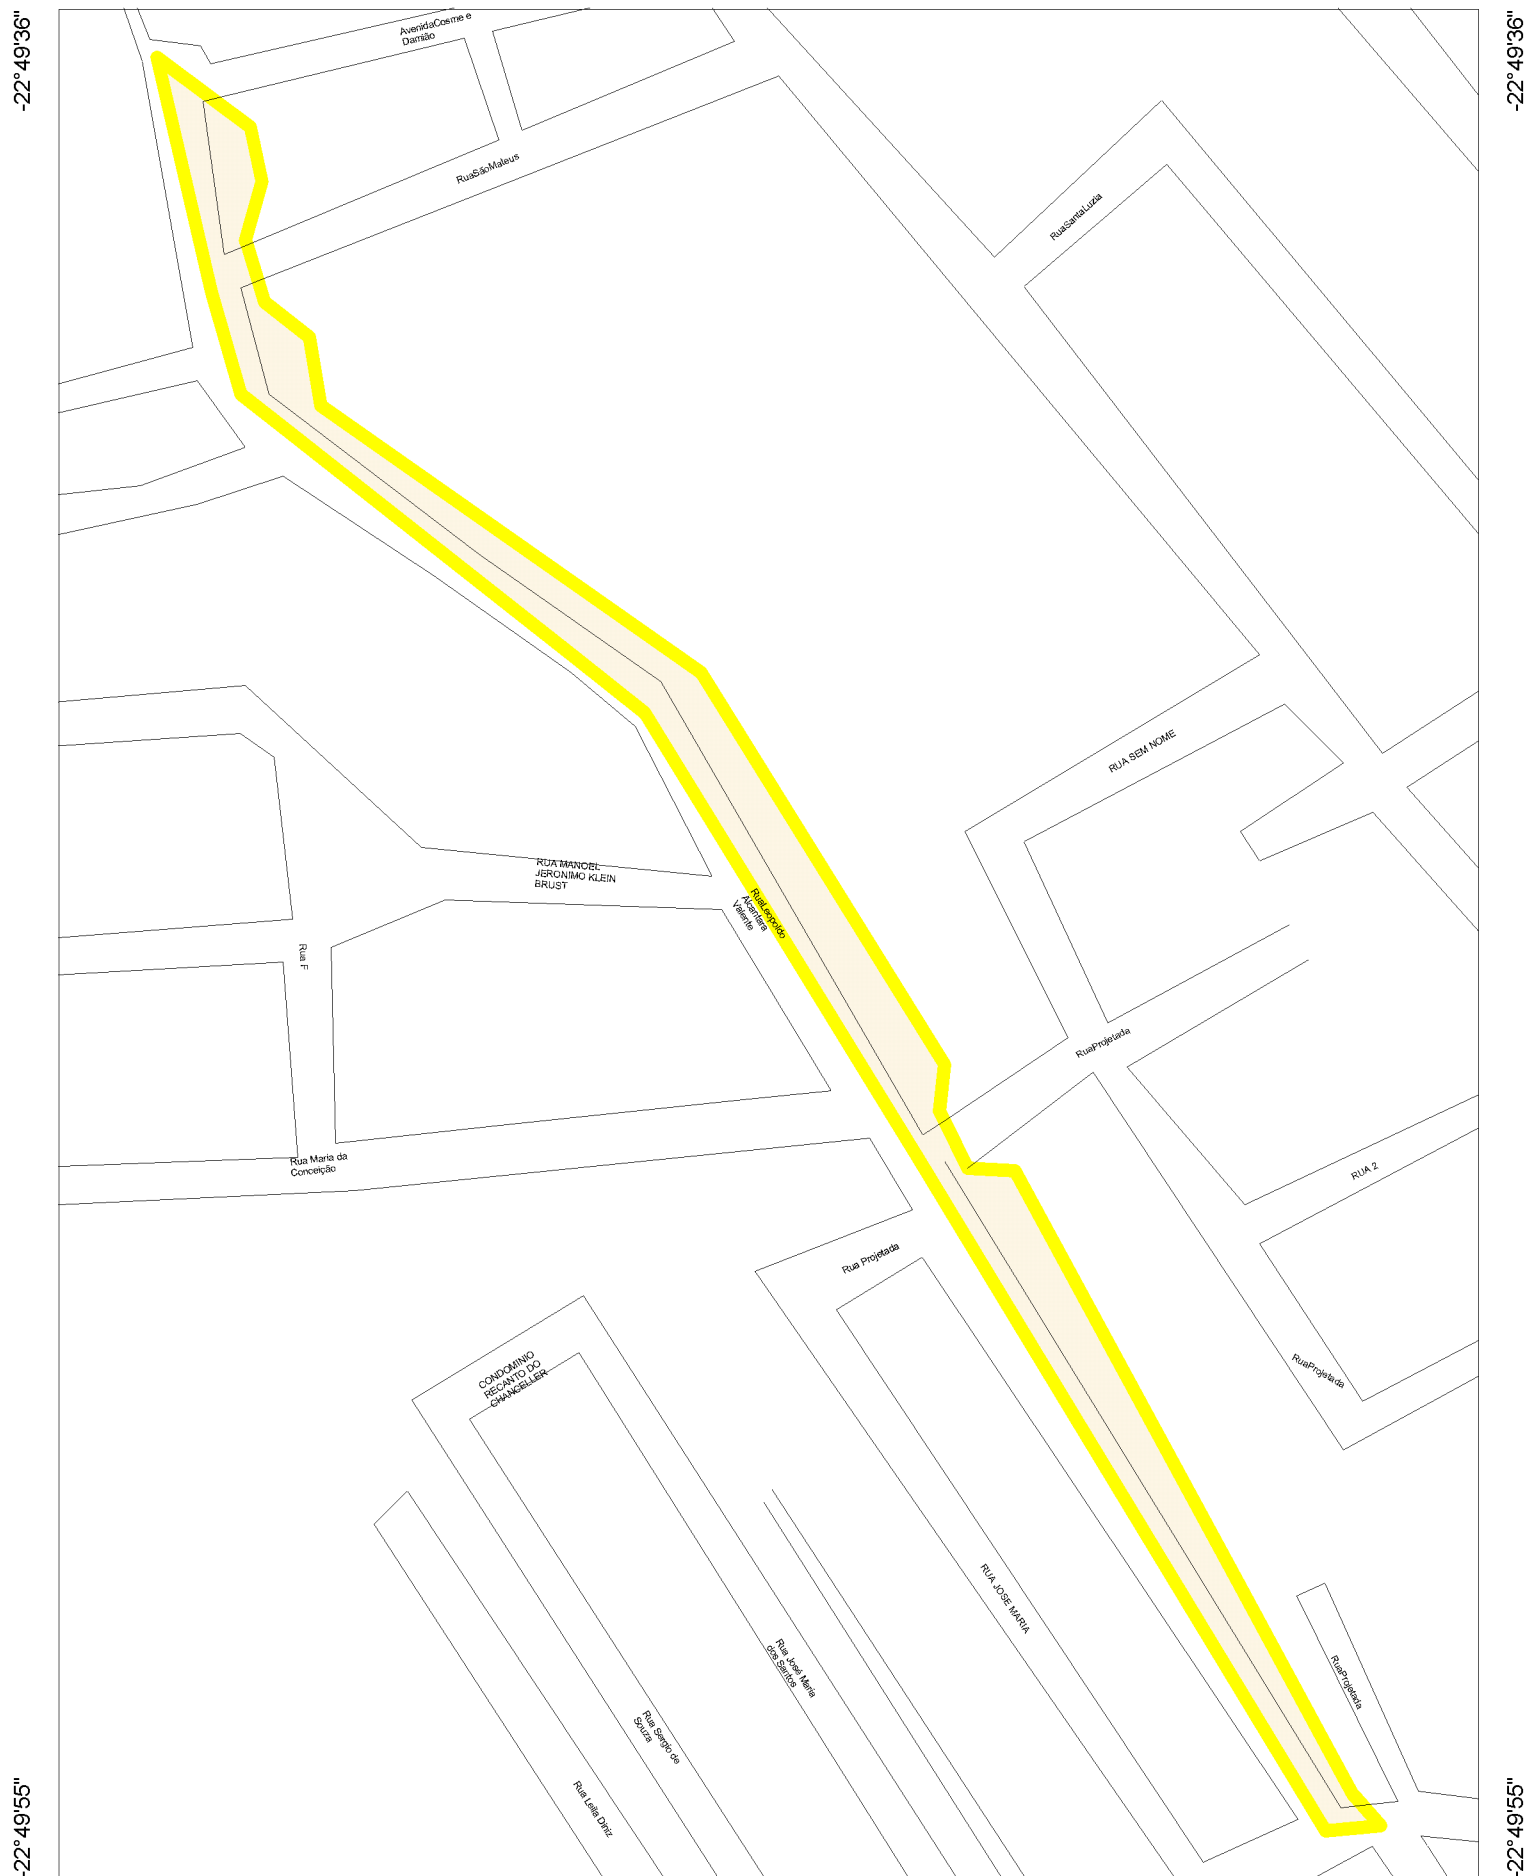 -22°49'36"
-22°49'36"
AvenidaCosme e
Damião
RuaSãoMateus
RuaSantaLuzia
RUA SEM NOME
RUA MANOEL
JERONIMO KLEIN
BRUST
RuaLeopoldo
Alcantara
Valente
Rua F
RuaProjetada
Rua Maria da
Conceição
RUA 2
Rua Projetada
CONDOMINIO
RECANTO DO
CHANCELLER
RuaProjetada
RUA JOSE MARIA
Rua José Maria
dos Santos
RuaProjetada
Rua Sergio de
Souza
Rua Leila Diniz
-22°49'55"
-22°49'55"